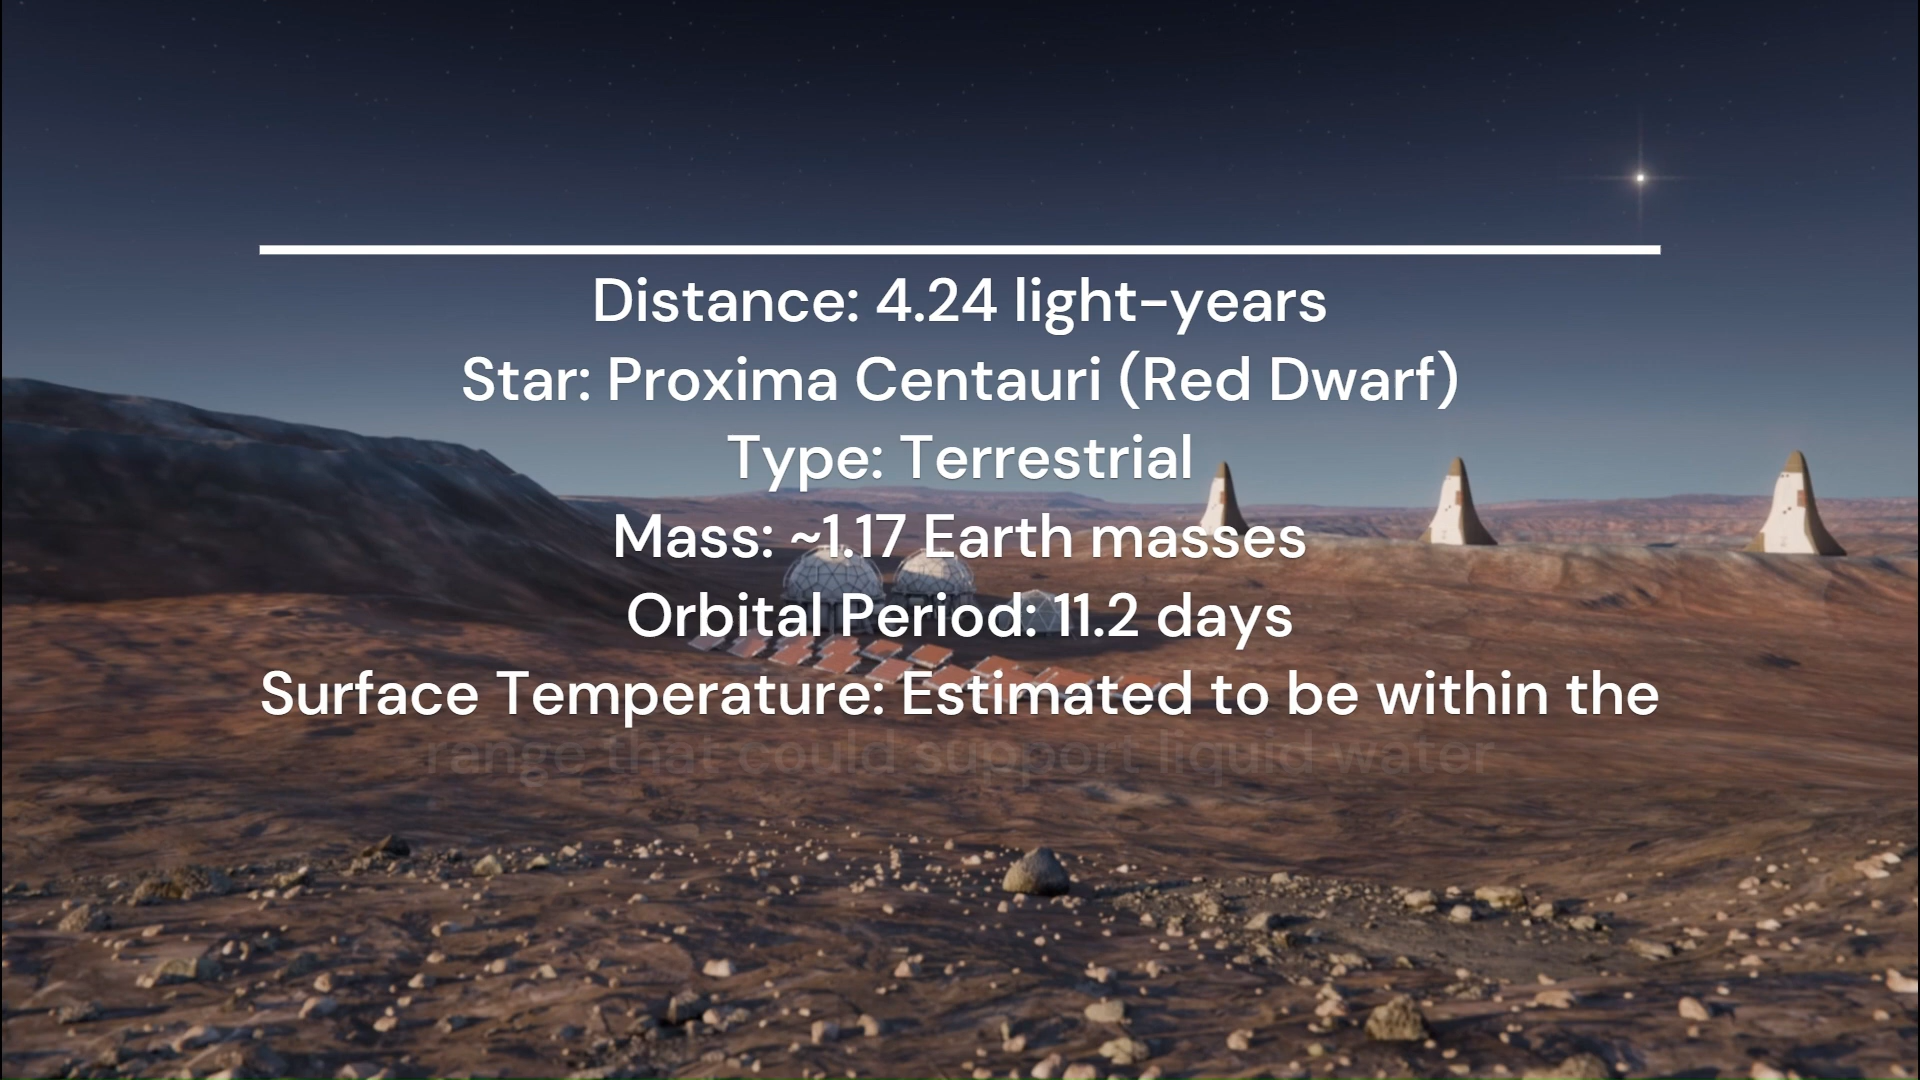 Distance: 4.24 light-years
Star: Proxima Centauri (Red Dwarf)
Type: Terrestrial
Mass: ~1.17 Earth masses
Orbital Period: 11.2 days
Surface Temperature: Estimated to be within the
range that could support liquid water